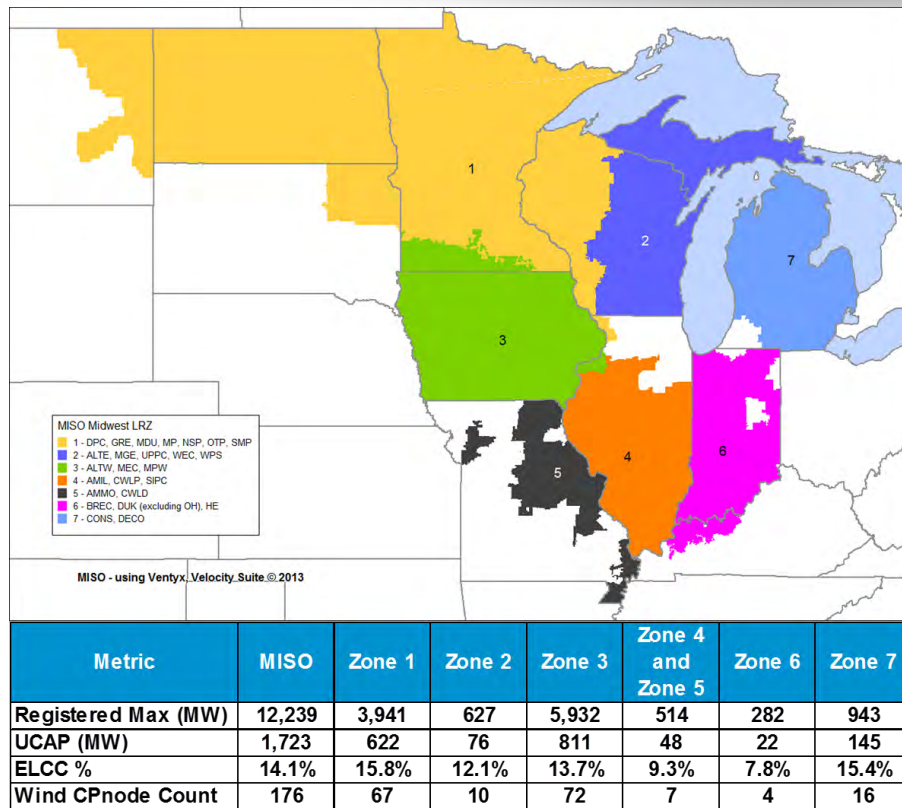 1
2
7
3
4
5
6
MISO Midwest LRZ
1 - DPC, GRE, MDU, MP, NSP, OTP, SMP
2 - ALTE, MGE, UPPC, WEC, WPS
3 - ALTW, MEC, MPW
4 - AMIL, CWLP, SIPC
5 - AMMO, CWLD
6 - BREC, DUK (excluding OH), HE
7 - CONS, DECO
MISO - using Ventyx, Velocity Suite © 2013
Metric MISO Zone 1 Zone 2 Zone 3 Zone 4 and Zone 5 Zone 6 Zone 7
Registered Max (MW) 12,239 3,941 627 5,932 514 282 943
UCAP (MW) 1,723 622 76 811 48 22 145
ELCC % 14.1% 15.8% 12.1% 13.7% 9.3% 7.8% 15.4%
Wind CPnode Count 176 67 10 72 7 4 16